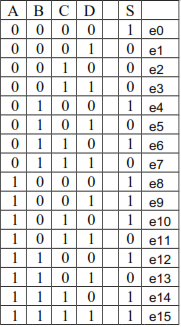 A B C D S
0 0 0 0 1 e0
0 0 0 1 0 e1
0 0 1 0 0 e2
0 0 1 1 0 e3
0 1 0 0 1 e4
0 1 0 1 0 e5
0 1 1 0 1 e6
0 1 1 1 0 e7
1 0 0 0 1 e8
1 0 0 1 1 e9
1 0 1 0 1 e10
1 0 1 1 0 e11
1 1 0 0 1 e12
1 1 0 1 0 e13
1 1 1 0 1 e14
1 1 1 1 1 e15